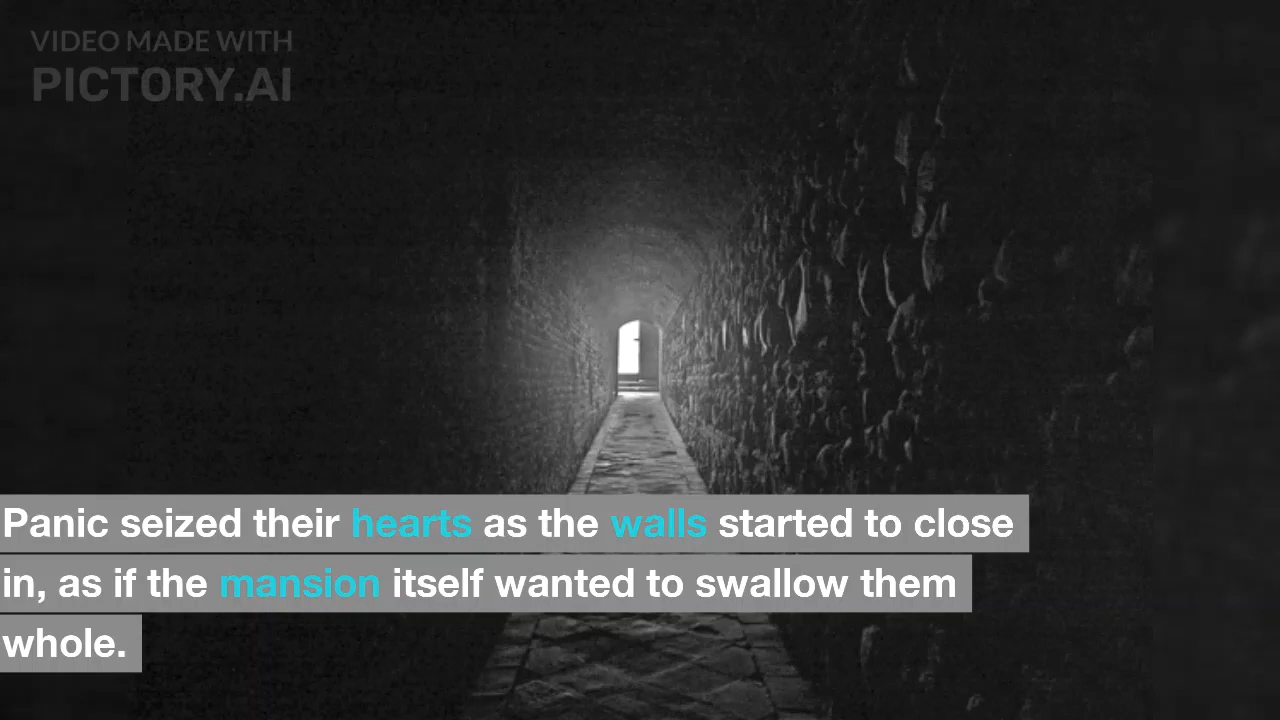 VIDEO MADE WITH
PICTORY.AI
Panic seized their hearts as the walls started to close
in, as if the mansion itself wanted to swallow them
whole.